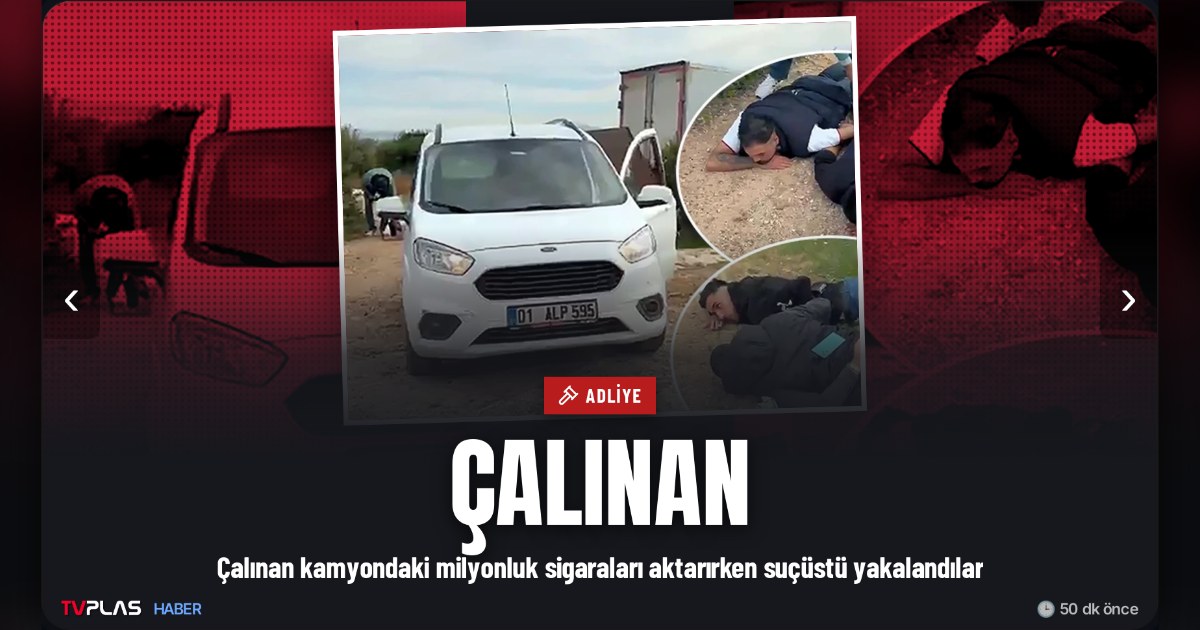 01 ALP 595
ADLİYE
ÇALINAN
Çalınan kamyondaki milyonluk sigaraları aktarırken suçüstü yakalandılar
TVPLAS HABER
50 dk önce